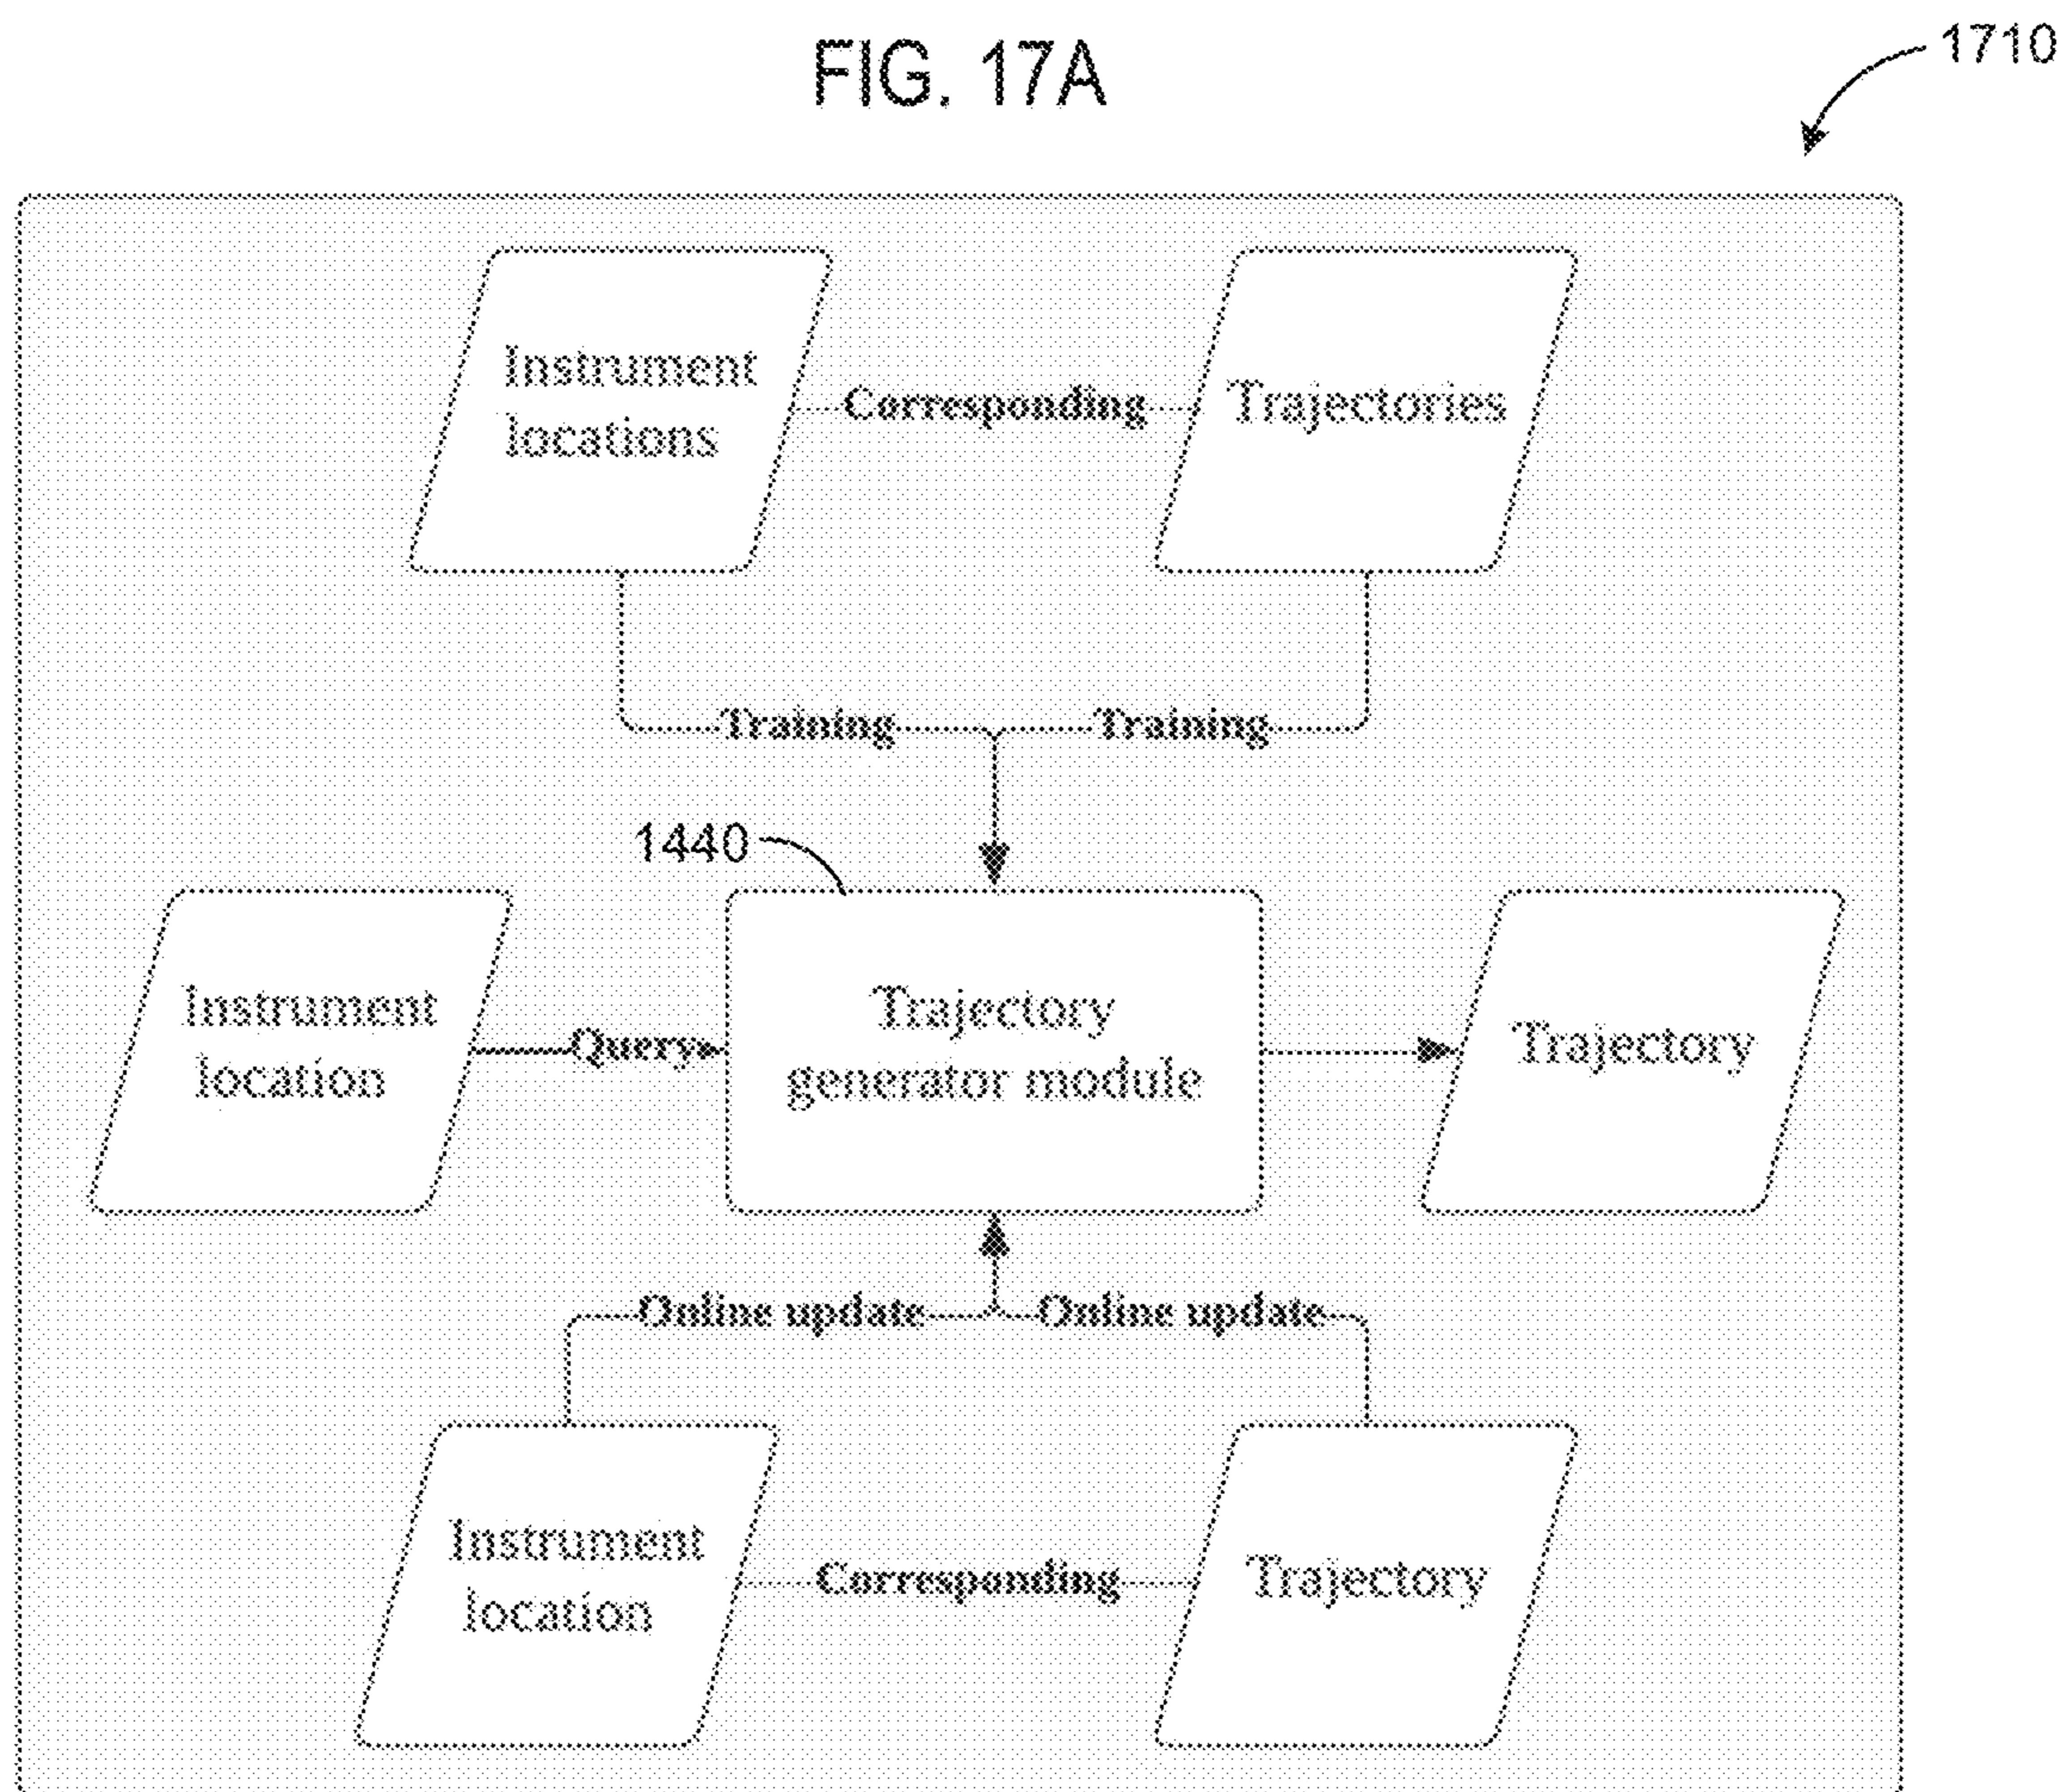 FIG. 17A
1710
Instrument
locations
Corresponding
Trajectories
Training
Training
1440
Instrument
location
Query
Trajectory
generator module
Trajectory
Online update
Online update
Instrument
location
Corresponding
Trajectory